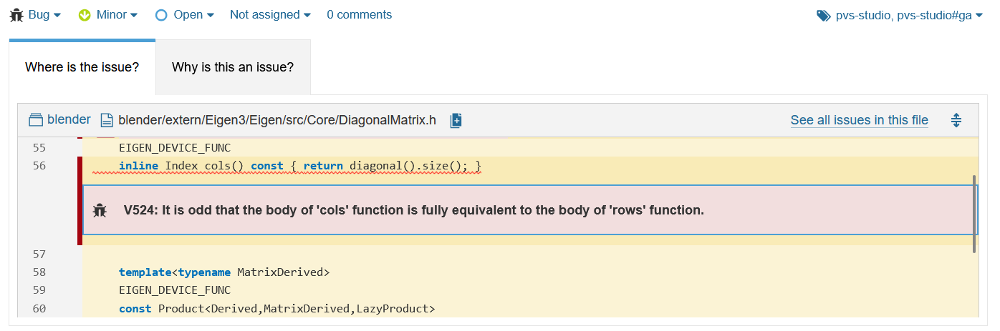 Bug Minor Open Not assigned 0 comments pvs-studio, pvs-studio#ga
Where is the issue? Why is this an issue?
blender blender/extern/Eigen3/Eigen/src/Core/DiagonalMatrix.h See all issues in this file
55 EIGEN_DEVICE_FUNC
56 inline Index cols() const { return diagonal().size(); }
V524: It is odd that the body of 'cols' function is fully equivalent to the body of 'rows' function.
57
58 template<typename MatrixDerived>
59 EIGEN_DEVICE_FUNC
60 const Product<Derived,MatrixDerived,LazyProduct>